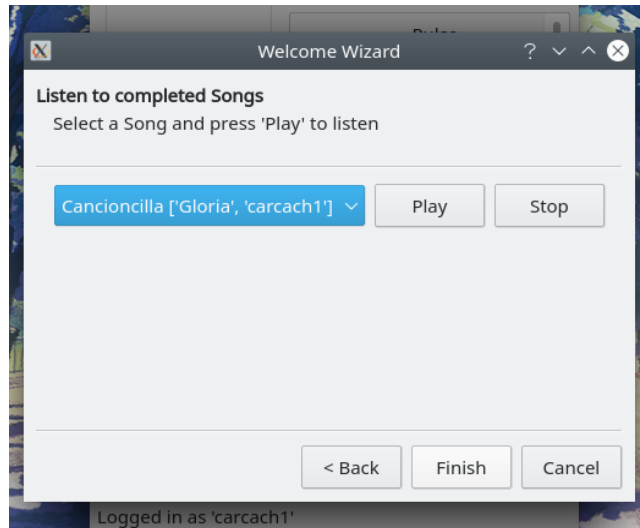 Welcome Wizard
Listen to completed Songs
Select a Song and press 'Play' to listen
Cancioncilla ['Gloria', 'carcach1'] Play Stop
< Back Finish Cancel
Logged in as 'carcach1'